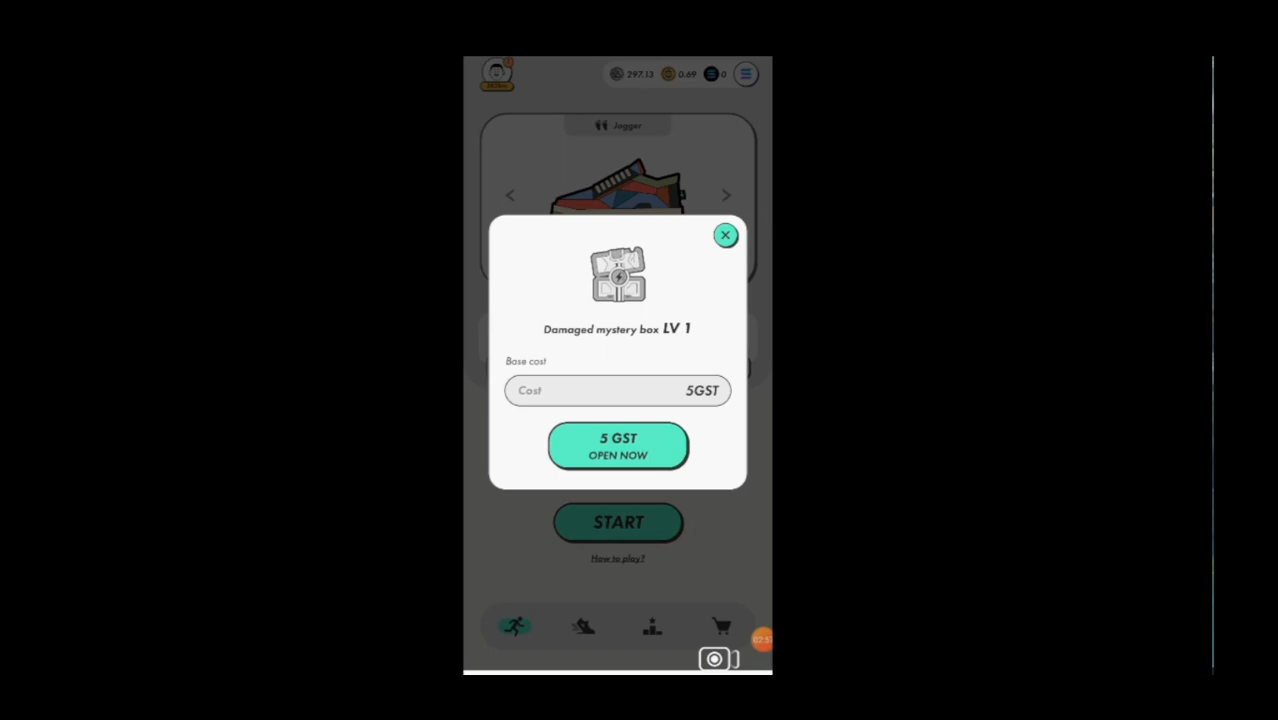 297.13 0.69 0
Jogger
Damaged mystery box LV 1
Base cost
Cost 5GST
5 GST
OPEN NOW
START
How to play?